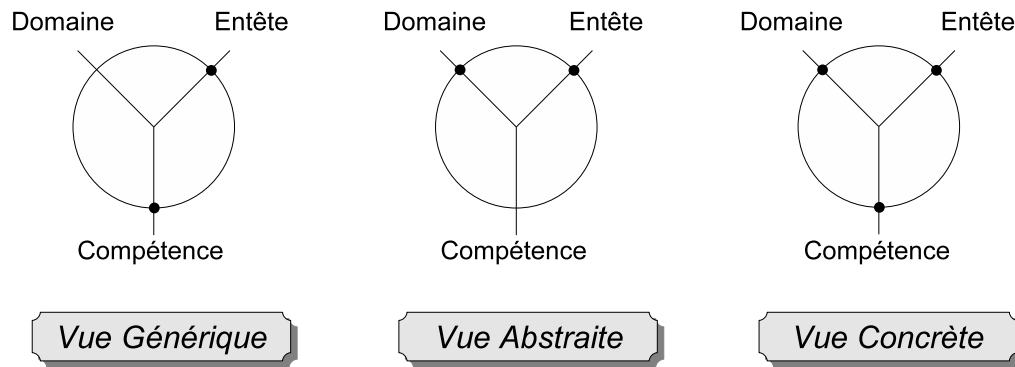 Domaine Entête
Domaine Entête
Domaine Entête
Compétence
Compétence
Compétence
Vue Générique
Vue Abstraite
Vue Concrète